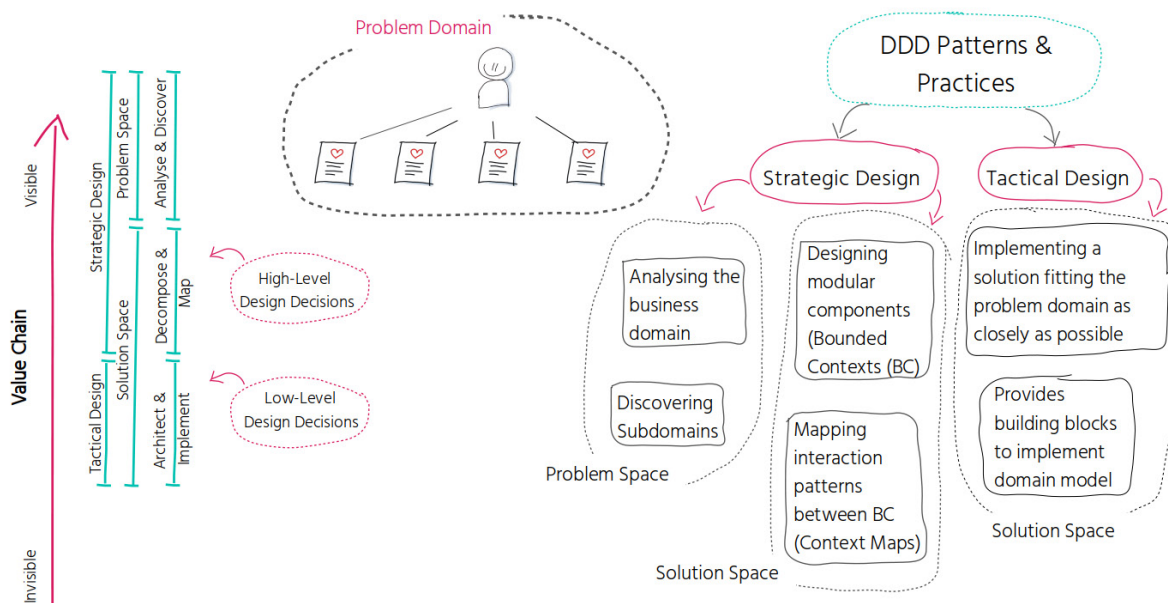 Problem Domain
DDD Patterns &
Practices
Value Chain
Visible
Invisible
Strategic Design
Tactical Design
Problem Space
Solution Space
Analyse & Discover
Decompose &
Map
Architect &
Implement
High-Level
Design Decisions
Low-Level
Design Decisions
Strategic Design
Tactical Design
Analysing the
business
domain
Discovering
Subdomains
Problem Space
Designing
modular
components
(Bounded
Contexts (BC)
Mapping
interaction
patterns
between BC
(Context Maps)
Solution Space
Implementing a
solution fitting the
problem domain as
closely as possible
Provides
building blocks
to implement
domain model
Solution Space